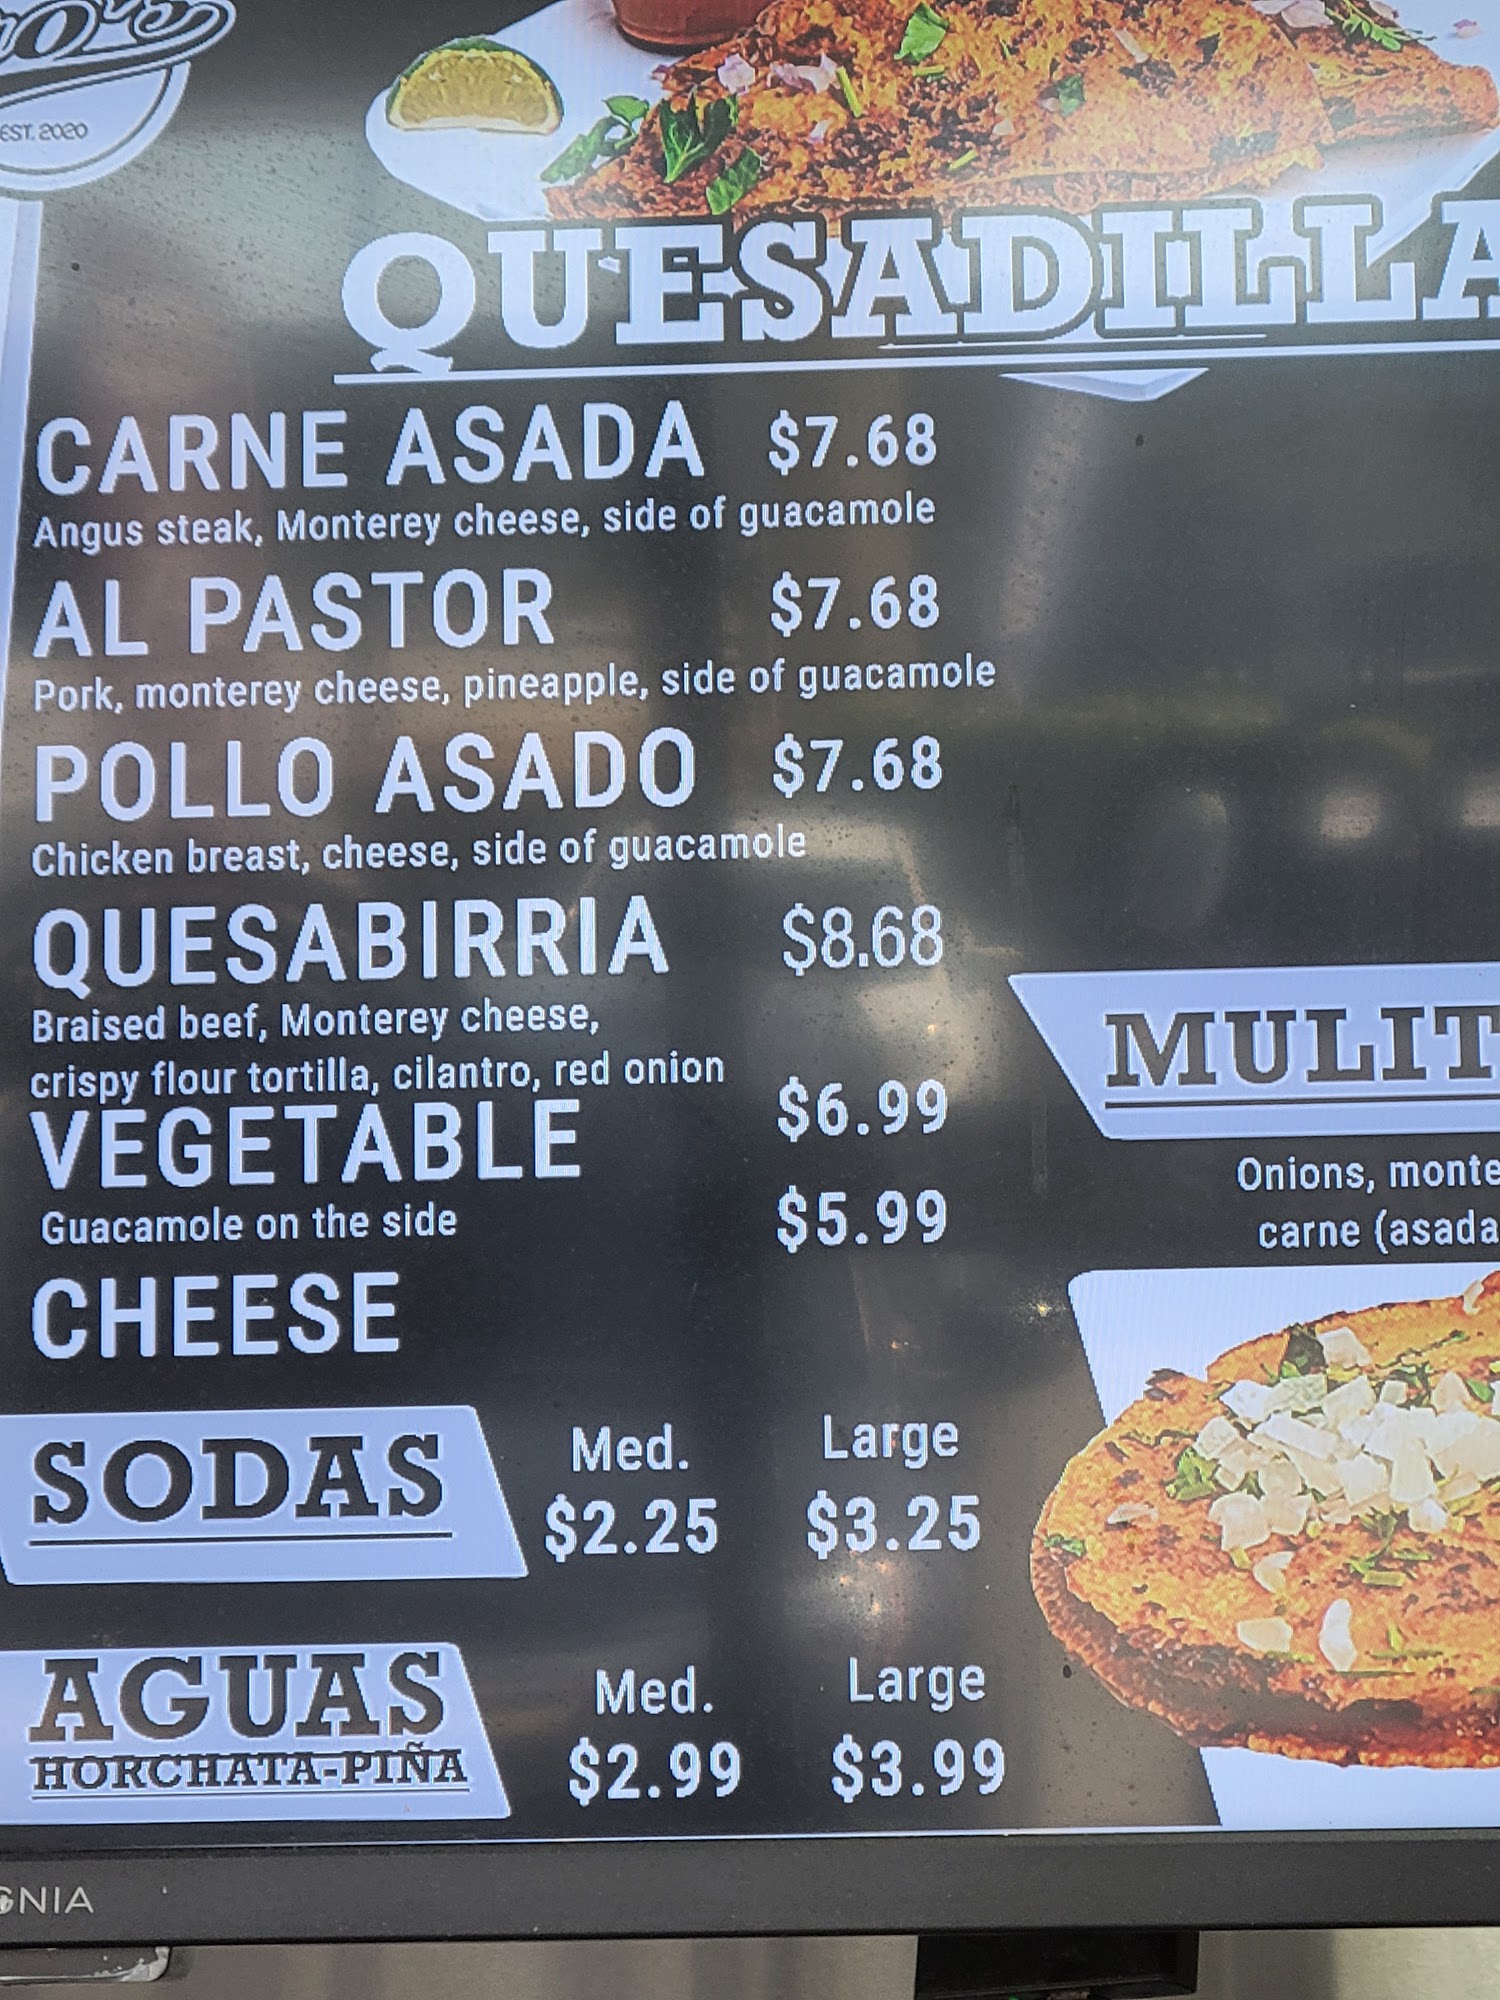 EST. 2020
QUESADILLA
CARNE ASADA $7.68
Angus steak, Monterey cheese, side of guacamole
AL PASTOR $7.68
Pork, monterey cheese, pineapple, side of guacamole
POLLO ASADO $7.68
Chicken breast, cheese, side of guacamole
QUESABIRRIA $8.68
Braised beef, Monterey cheese,
crispy flour tortilla, cilantro, red onion
VEGETABLE $6.99
Guacamole on the side
$5.99
CHEESE
MULIT
Onions, monte
carne (asada
SODAS
Med. Large
$2.25 $3.25
AGUAS
HORCHATA-PIÑA
Med. Large
$2.99 $3.99
GNIA